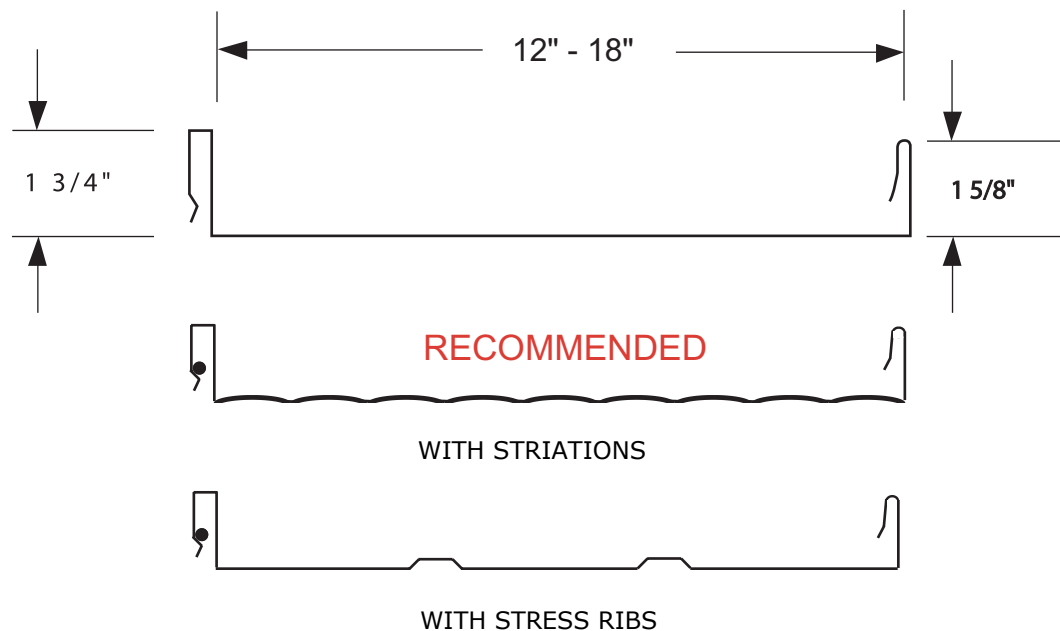 12" - 18"
1 3/4"
1 5/8"
RECOMMENDED
WITH STRIATIONS
WITH STRESS RIBS